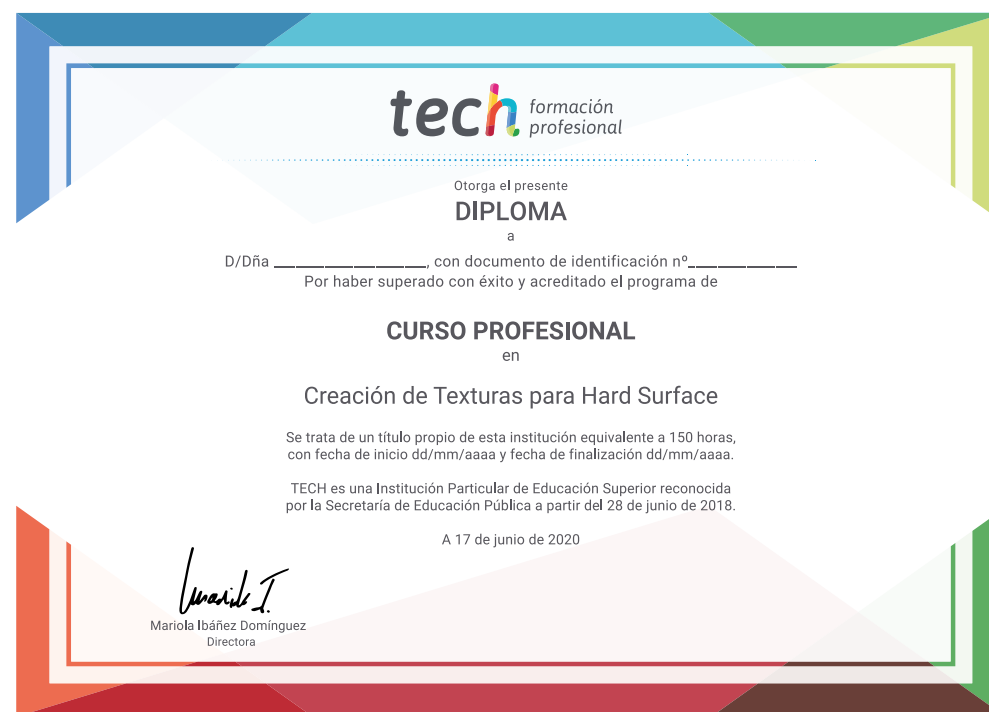 tech formación
profesional
Otorga el presente
DIPLOMA
a
D/Dña ________________, con documento de identificación nº___________
Por haber superado con éxito y acreditado el programa de
CURSO PROFESIONAL
en
Creación de Texturas para Hard Surface
Se trata de un título propio de esta institución equivalente a 150 horas,
con fecha de inicio dd/mm/aaaa y fecha de finalización dd/mm/aaaa.
TECH es una Institución Particular de Educación Superior reconocida
por la Secretaría de Educación Pública a partir del 28 de junio de 2018.
A 17 de junio de 2020
Mariola Ibáñez Domínguez
Directora